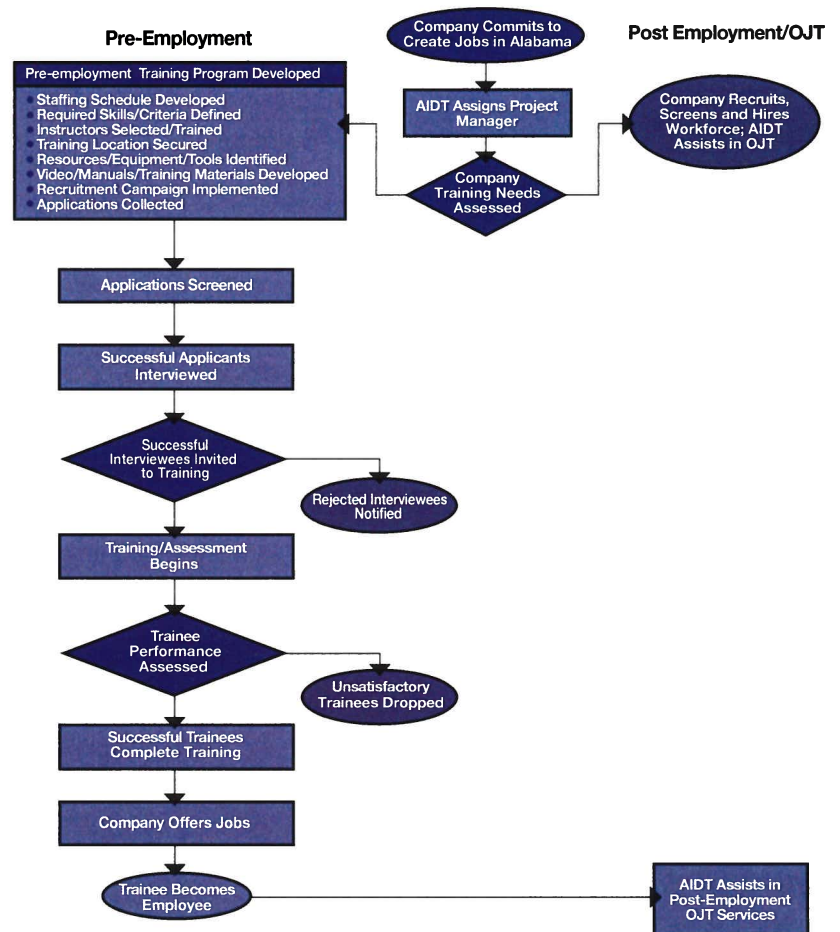 Pre-Employment
Company Commits to
Create Jobs in Alabama
Post Employment/OJT
Pre-employment Training Program Developed
Staffing Schedule Developed
Required Skills/Criteria Defined
Instructors Selected/Trained
Training Location Secured
Resources/Equipment/Tools Identified
Video/Manuals/Training Materials Developed
Recruitment Campaign Implemented
Applications Collected
AIDT Assigns Project
Manager
Company
Training Needs
Assessed
Company Recruits,
Screens and Hires
Workforce; AIDT
Assists in OJT
Applications Screened
Successful Applicants
Interviewed
Successful
Interviewees Invited
to Training
Rejected Interviewees
Notified
Training/Assessment
Begins
Trainee
Performance
Assessed
Unsatisfactory
Trainees Dropped
Successful Trainees
Complete Training
Company Offers Jobs
Trainee Becomes
Employee
AIDT Assists in
Post-Employment
OJT Services